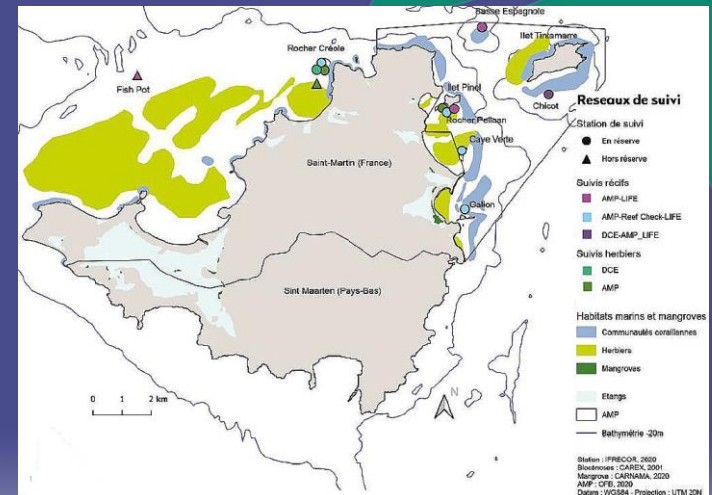 Basse Espagnole
Ilet Tintamarre
Rocher Créole
Fish Pot
Ilet Pinel
Chicot
Rocher Pelican
Caye Verte
Saint-Martin (France)
Galion
Sint Maarten (Pays-Bas)
N
0 1 2 km
Reseaux de suivi
Station de suivi
En réserve
Hors réserve
Suivis récifs
AMP-LIFE
AMP-Reef Check-LIFE
DCE-AMP_LIFE
Suivis herbiers
DCE
AMP
Habitats marins et mangroves
Communautés coralliennes
Herbiers
Mangroves
Etangs
AMP
Bathymétrie -20m
Station : IFRECOR, 2020
Biocénoses : CAREX, 2001
Mangrove : CARNAMA, 2020
AMP : OFB, 2020
Datum : WGS84 - Projection : UTM 20N